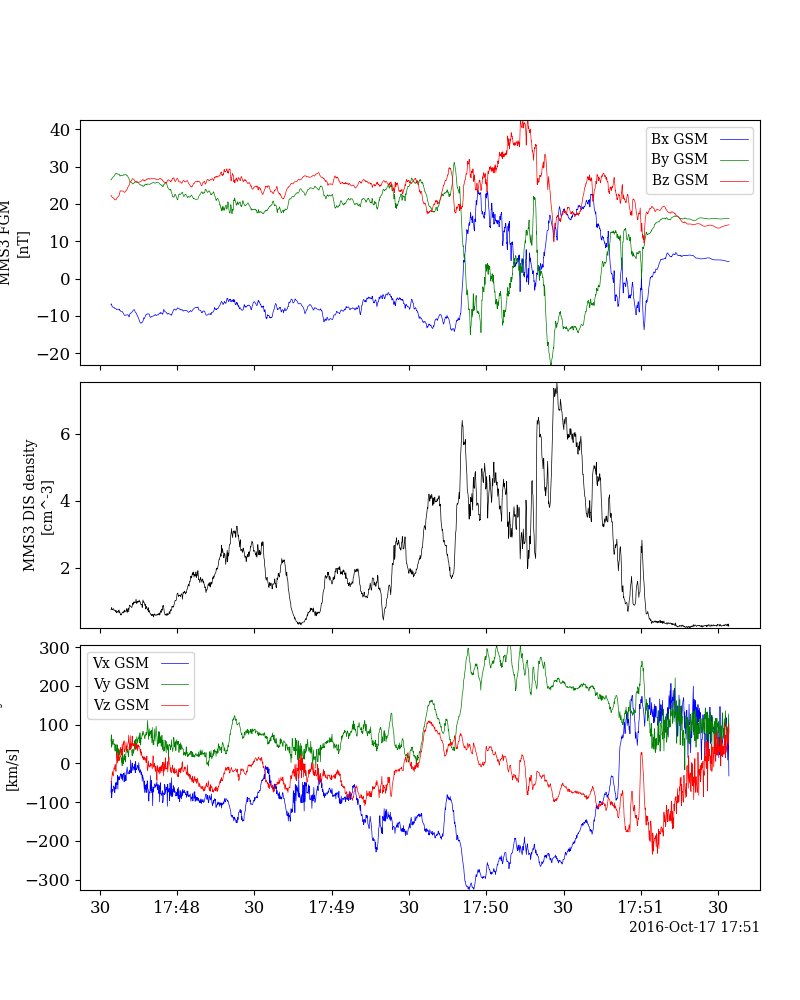 40
30
20
10
0
−10
−20
MMS3 FGM
[nT]
Bx GSM
By GSM
Bz GSM
6
4
2
MMS3 DIS density
[cm^-3]
300
200
100
0
−100
−200
−300
[km/s]
Vx GSM
Vy GSM
Vz GSM
30 17:48 30 17:49 30 17:50 30 17:51 30
2016-Oct-17 17:51